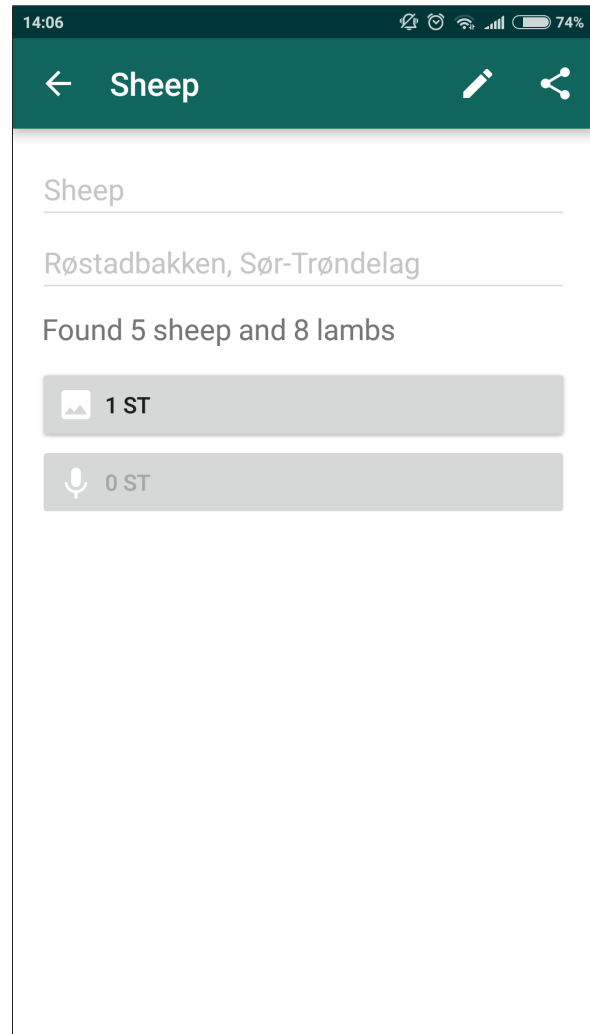 14:06
74%
Sheep
Sheep
Røstadbakken, Sør-Trøndelag
Found 5 sheep and 8 lambs
1 ST
0 ST